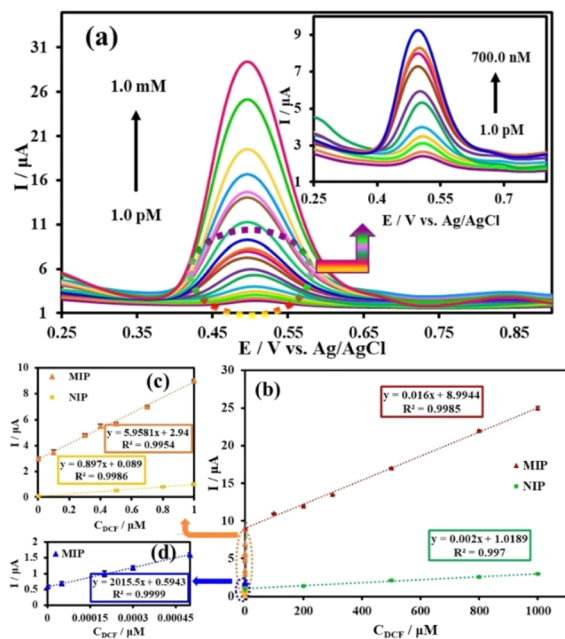 (a)
I / µA
31
26
21
16
11
6
1
1.0 mM
1.0 pM
0.25 0.35 0.45 0.55 0.65 0.75 0.85
E / V vs. Ag/AgCl
I / µA
9
7
5
3
1
700.0 nM
1.0 pM
0.25 0.4 0.55 0.7
E / V vs. Ag/AgCl
(c)
I / µA
10
8
6
4
2
0
MIP
NIP
y = 5.9581x + 2.94
R² = 0.9954
y = 0.897x + 0.089
R² = 0.9986
0 0.2 0.4 0.6 0.8 1
C_DCF / µM
(d)
I / µA
2
1.5
1
0.5
0
MIP
y = 2015.5x + 0.5943
R² = 0.9999
0 0.00015 0.0003 0.00045
C_DCF / µM
(b)
I / µA
30
25
20
15
10
5
0
y = 0.016x + 8.9944
R² = 0.9985
MIP
NIP
y = 0.002x + 1.0189
R² = 0.997
0 200 400 600 800 1000
C_DCF / µM